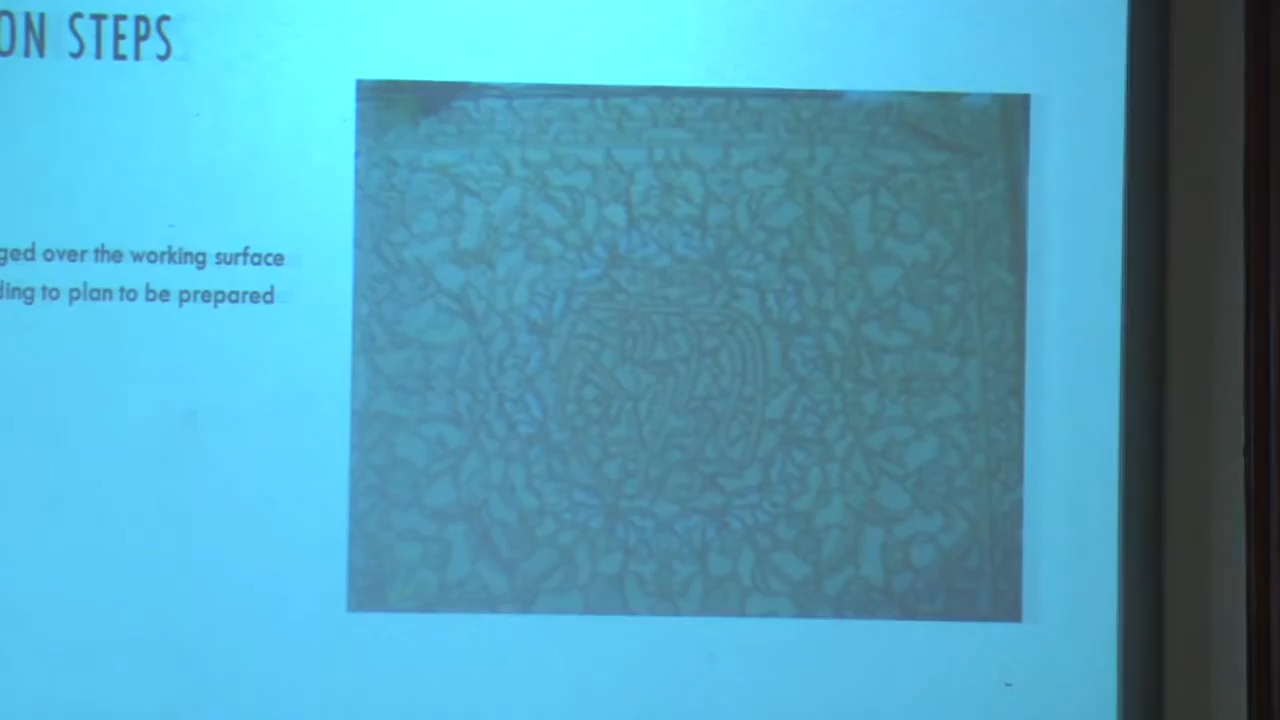 ON STEPS
ged over the working surface
ding to plan to be prepared